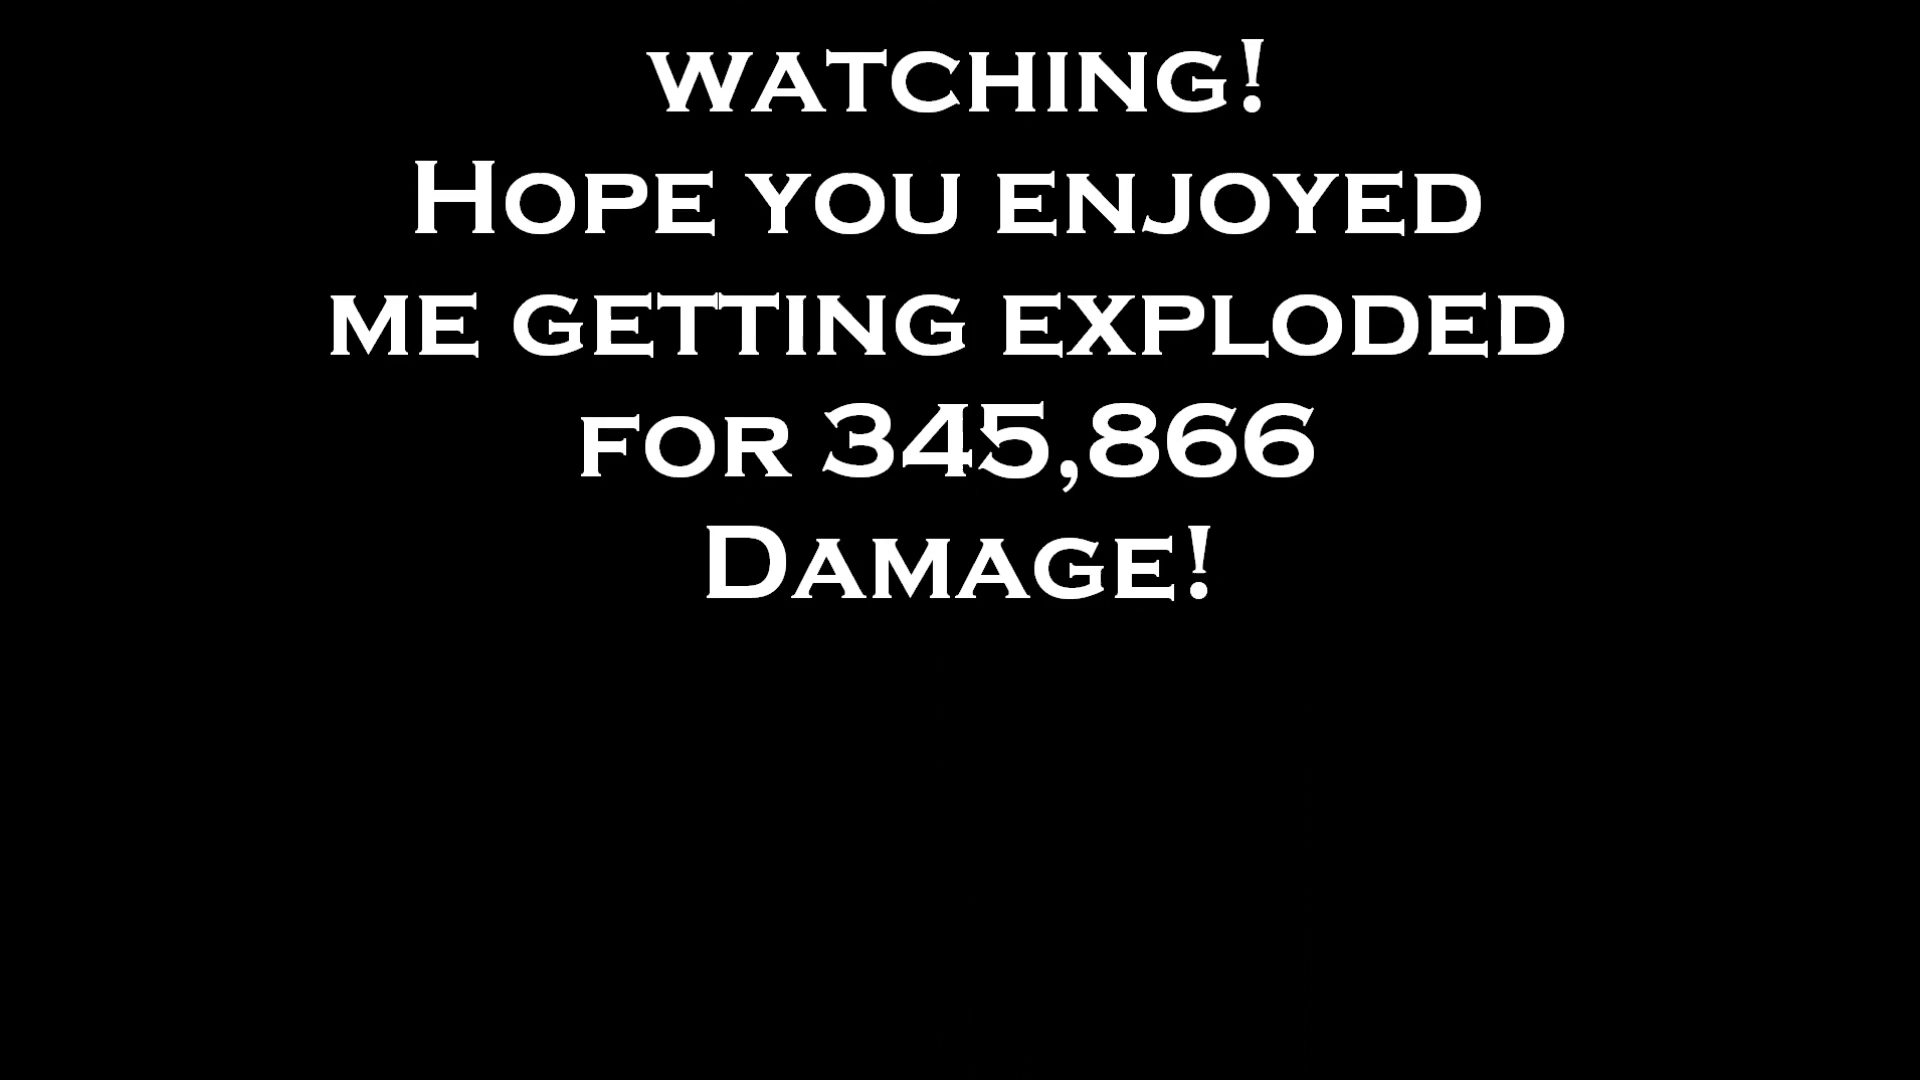 WATCHING!
HOPE YOU ENJOYED
ME GETTING EXPLODED
FOR 345,866
DAMAGE!